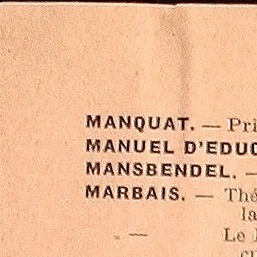 MANQUAT. — Pri
MANUEL D'EDUC
MANSBENDEL. —
MARBAIS. — Thé
la
— Le